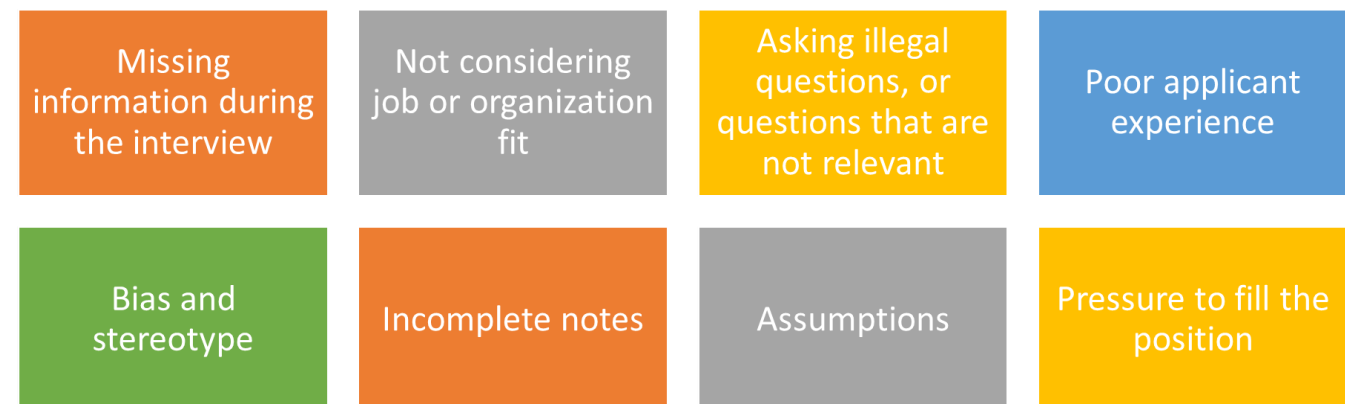 Missing
information during
the interview
Not considering
job or organization
fit
Asking illegal
questions, or
questions that are
not relevant
Poor applicant
experience
Bias and
stereotype
Incomplete notes
Assumptions
Pressure to fill the
position